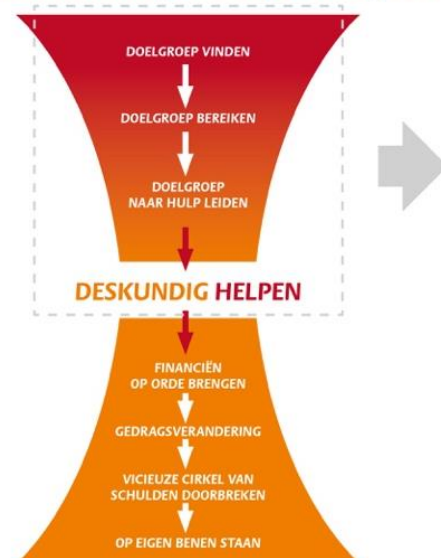 DOELGROEP VINDEN
DOELGROEP BEREIKEN
DOELGROEP
NAAR HULP LEIDEN
DESKUNDIG HELPEN
FINANCIËN
OP ORDE BRENGEN
GEDRAGSVERANDERING
VICIEUZE CIRKEL VAN
SCHULDEN DOORBREKEN
OP EIGEN BENEN STAAN